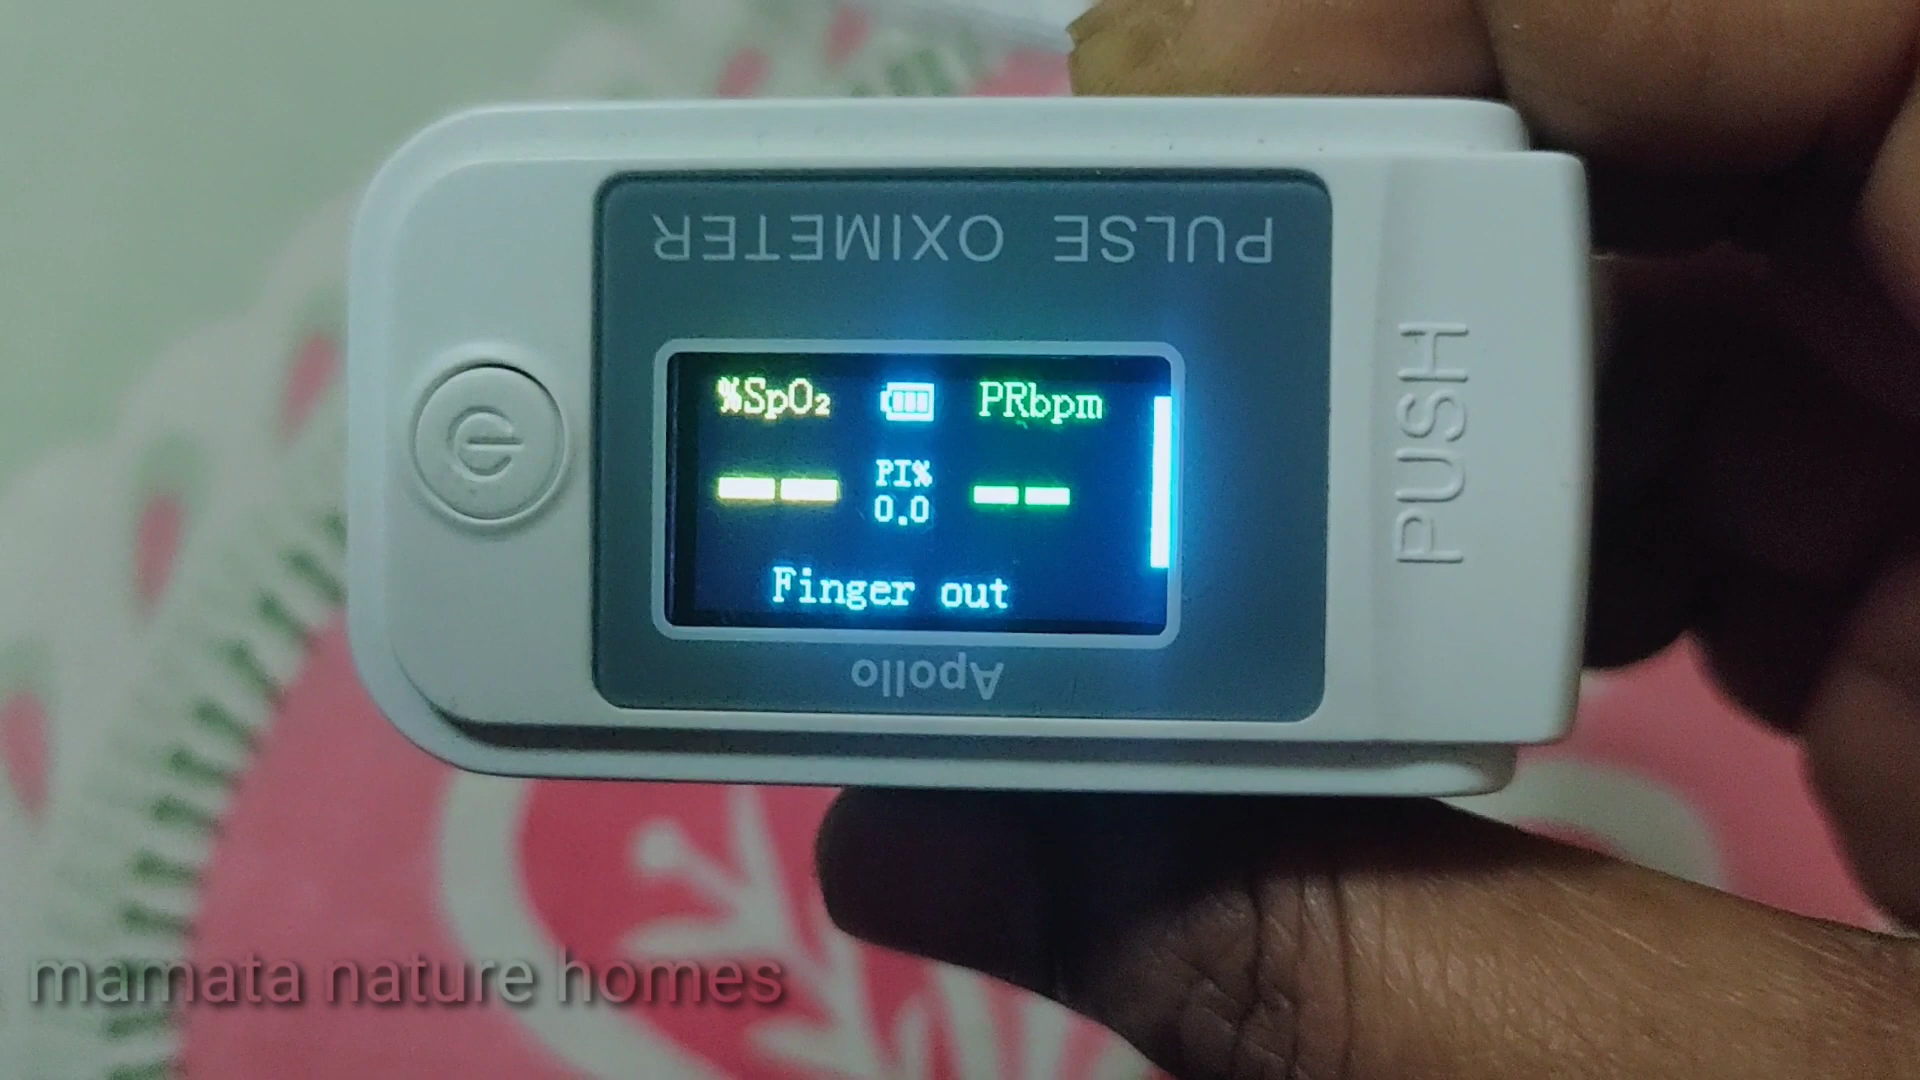 PULSE OXIMETER
%SpO₂ PRbpm
-- PI% --
0.0
Finger out
Apollo
PUSH
mamata nature homes